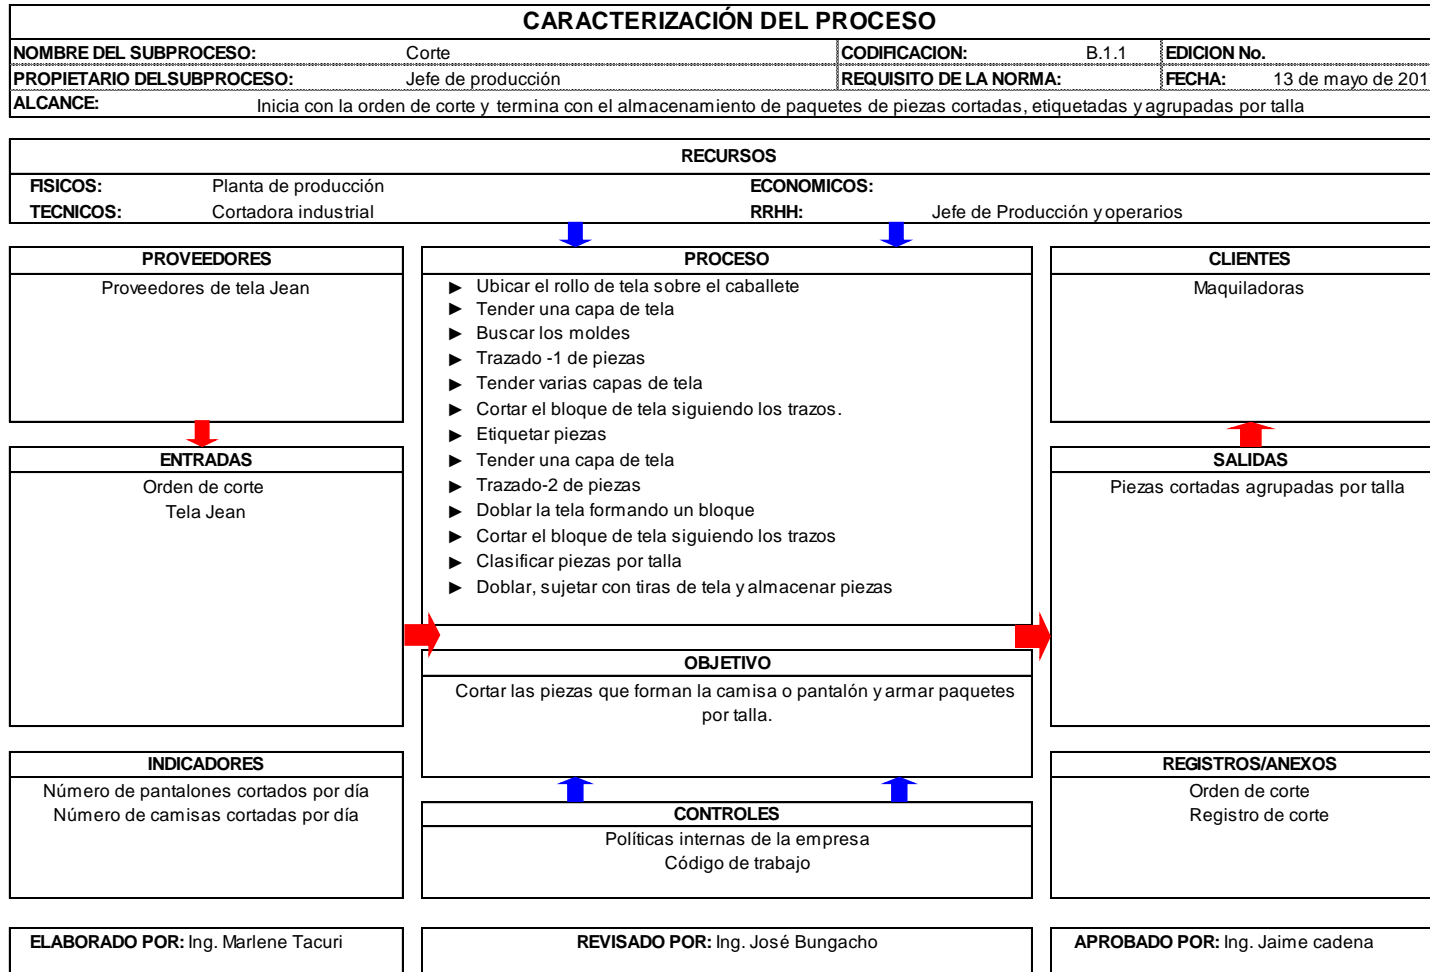 CARACTERIZACIÓN DEL PROCESO
NOMBRE DEL SUBPROCESO: Corte CODIFICACION: B.1.1 EDICION No.
PROPIETARIO DELSUBPROCESO: Jefe de producción REQUISITO DE LA NORMA: FECHA: 13 de mayo de 201
ALCANCE: Inicia con la orden de corte y termina con el almacenamiento de paquetes de piezas cortadas, etiquetadas y agrupadas por talla
RECURSOS
FISICOS: Planta de producción ECONOMICOS:
TECNICOS: Cortadora industrial RRHH: Jefe de Producción y operarios
PROVEEDORES
Proveedores de tela Jean
PROCESO
► Ubicar el rollo de tela sobre el caballete
► Tender una capa de tela
► Buscar los moldes
► Trazado -1 de piezas
► Tender varias capas de tela
► Cortar el bloque de tela siguiendo los trazos.
► Etiquetar piezas
► Tender una capa de tela
► Trazado-2 de piezas
► Doblar la tela formando un bloque
► Cortar el bloque de tela siguiendo los trazos
► Clasificar piezas por talla
► Doblar, sujetar con tiras de tela y almacenar piezas
CLIENTES
Maquiladoras
ENTRADAS
Orden de corte
Tela Jean
SALIDAS
Piezas cortadas agrupadas por talla
OBJETIVO
Cortar las piezas que forman la camisa o pantalón y armar paquetes
por talla.
INDICADORES
Número de pantalones cortados por día
Número de camisas cortadas por día
CONTROLES
Políticas internas de la empresa
Código de trabajo
REGISTROS/ANEXOS
Orden de corte
Registro de corte
ELABORADO POR: Ing. Marlene Tacuri
REVISADO POR: Ing. José Bungacho
APROBADO POR: Ing. Jaime cadena